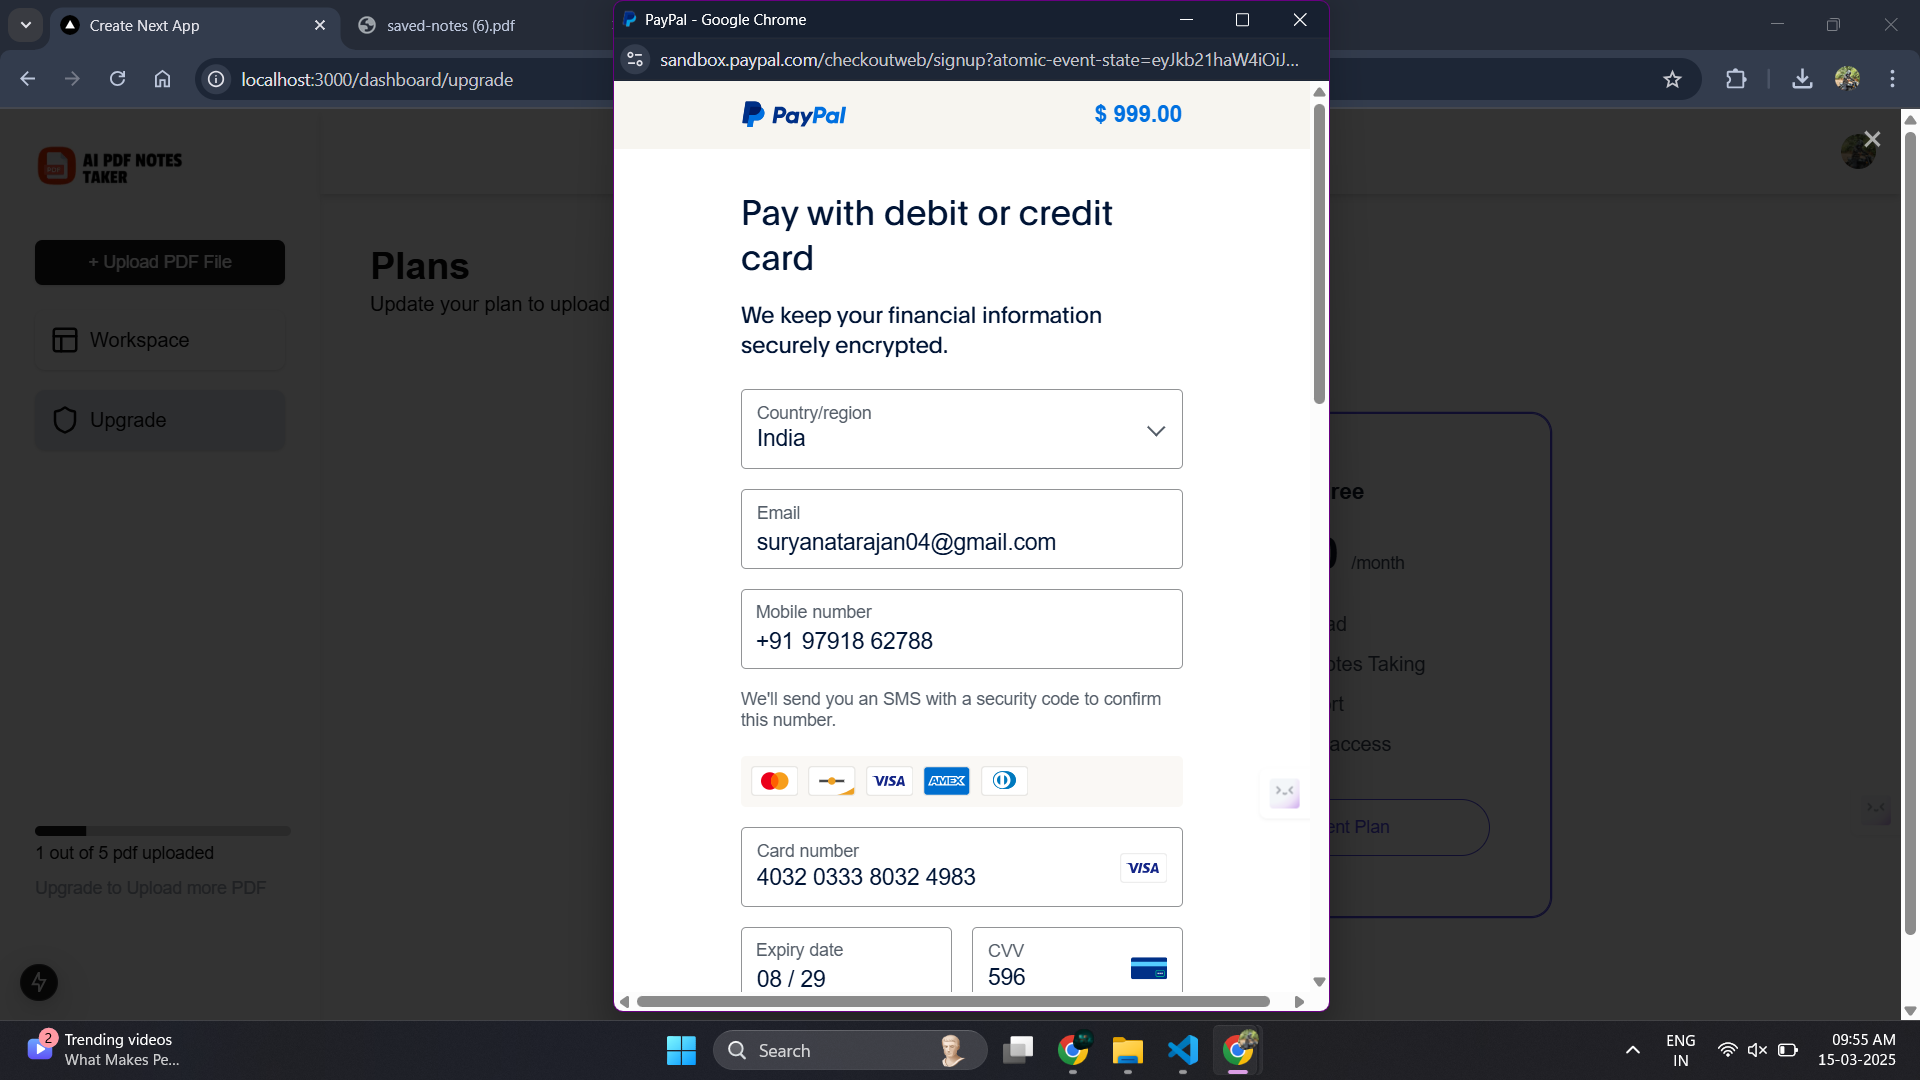 Create Next App
saved-notes (6).pdf
PayPal - Google Chrome
localhost:3000/dashboard/upgrade
sandbox.paypal.com/checkoutweb/signup?atomic-event-state=eyJkb21haW4iOiJ...
AI PDF NOTES
TAKER
+ Upload PDF File
Workspace
Upgrade
1 out of 5 pdf uploaded
Upgrade to Upload more PDF
Plans
Update your plan to upload
PayPal
$ 999.00
Pay with debit or credit
card
We keep your financial information
securely encrypted.
Country/region
India
Email
suryanatarajan04@gmail.com
Mobile number
+91 97918 62788
We'll send you an SMS with a security code to confirm
this number.
VISA
AMEX
Card number
4032 0333 8032 4983
VISA
Expiry date
08 / 29
CVV
596
ree
/month
ad
otes Taking
rt
access
ent Plan
2
Trending videos
What Makes Pe...
Search
ENG
IN
09:55 AM
15-03-2025